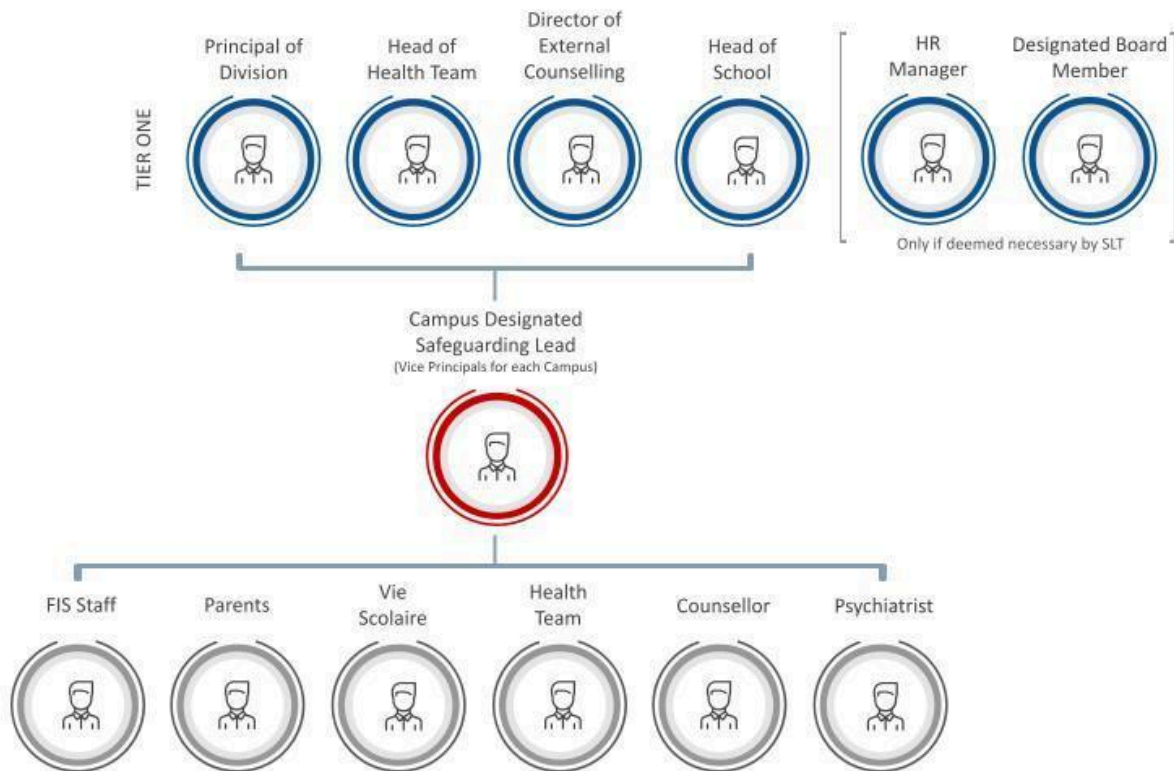 Principal of
Division
Head of
Health Team
Director of
External
Counselling
Head of
School
HR
Manager
Designated Board
Member
TIER ONE
Only if deemed necessary by SLT
Campus Designated
Safeguarding Lead
(Vice Principals for each Campus)
FIS Staff
Parents
Vie
Scolaire
Health
Team
Counsellor
Psychiatrist